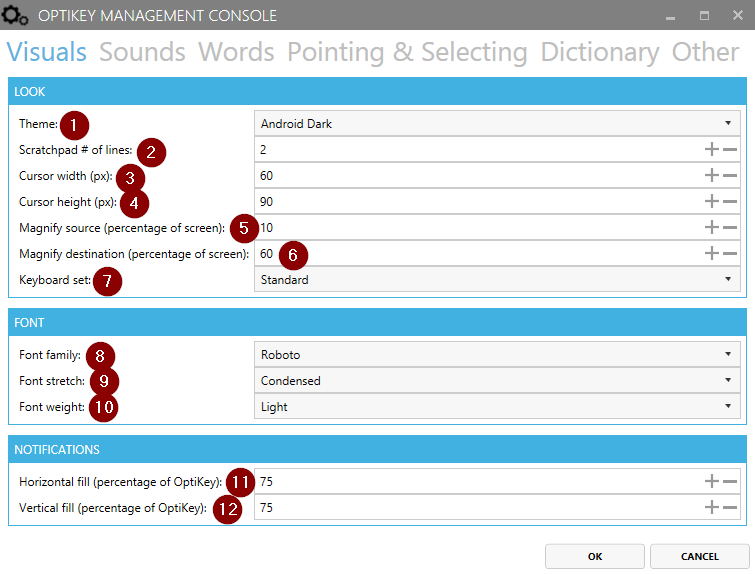 OPTIKEY MANAGEMENT CONSOLE
Visuals Sounds Words Pointing & Selecting Dictionary Other
LOOK
Theme: 1 Android Dark
Scratchpad # of lines: 2 2
Cursor width (px): 3 60
Cursor height (px): 4 90
Magnify source (percentage of screen): 5 10
Magnify destination (percentage of screen): 60 6
Keyboard set: 7 Standard
FONT
Font family: 8 Roboto
Font stretch: 9 Condensed
Font weight: 10 Light
NOTIFICATIONS
Horizontal fill (percentage of OptiKey): 11 75
Vertical fill (percentage of OptiKey): 12 75
OK CANCEL